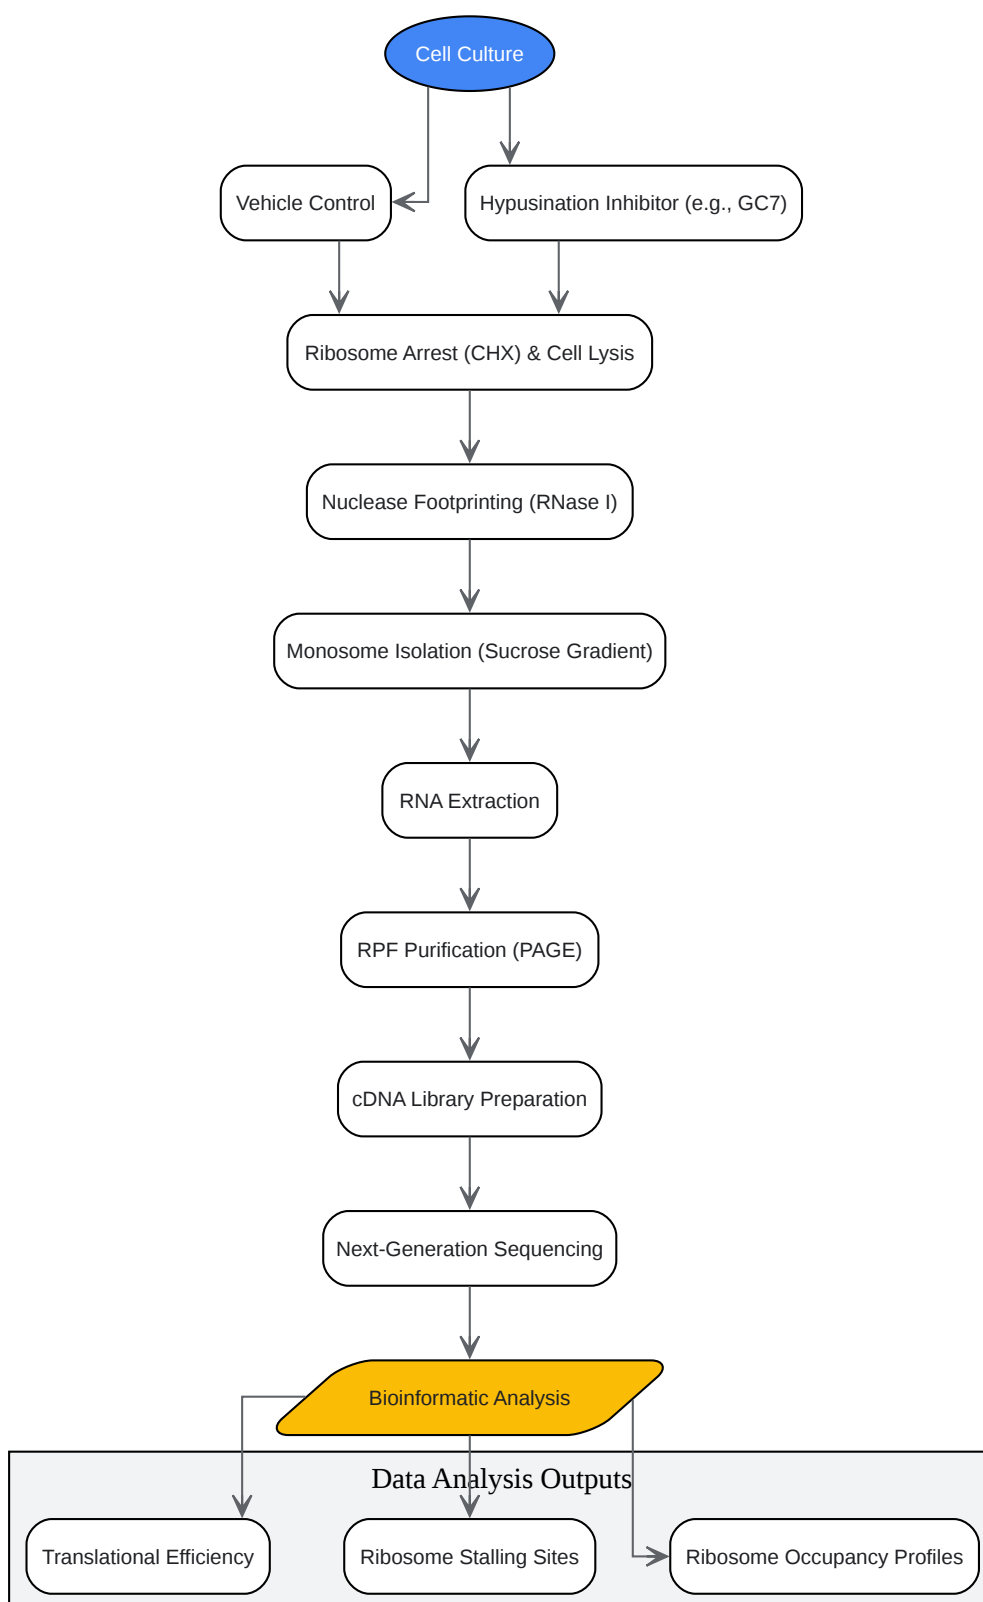 Cell Culture
Vehicle Control
Hypusination Inhibitor (e.g., GC7)
Ribosome Arrest (CHX) & Cell Lysis
Nuclease Footprinting (RNase I)
Monosome Isolation (Sucrose Gradient)
RNA Extraction
RPF Purification (PAGE)
cDNA Library Preparation
Next-Generation Sequencing
Bioinformatic Analysis
Data Analysis Outputs
Translational Efficiency
Ribosome Stalling Sites
Ribosome Occupancy Profiles